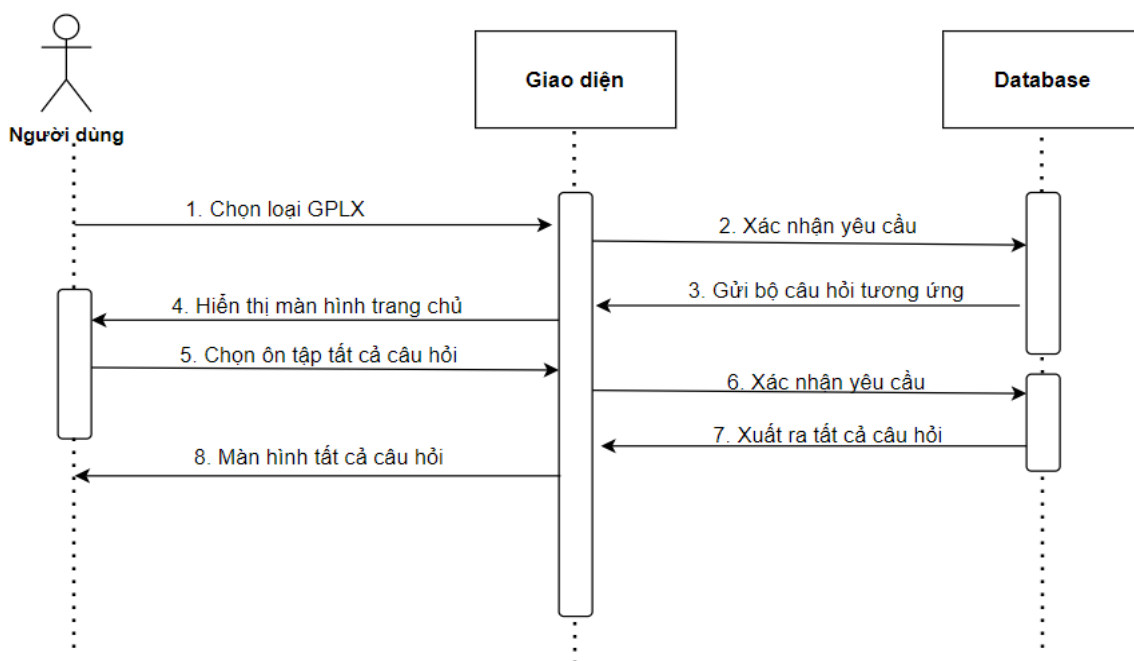 Người dùng
Giao diện
Database
1. Chọn loại GPLX
2. Xác nhận yêu cầu
3. Gửi bộ câu hỏi tương ứng
4. Hiển thị màn hình trang chủ
5. Chọn ôn tập tất cả câu hỏi
6. Xác nhận yêu cầu
7. Xuất ra tất cả câu hỏi
8. Màn hình tất cả câu hỏi